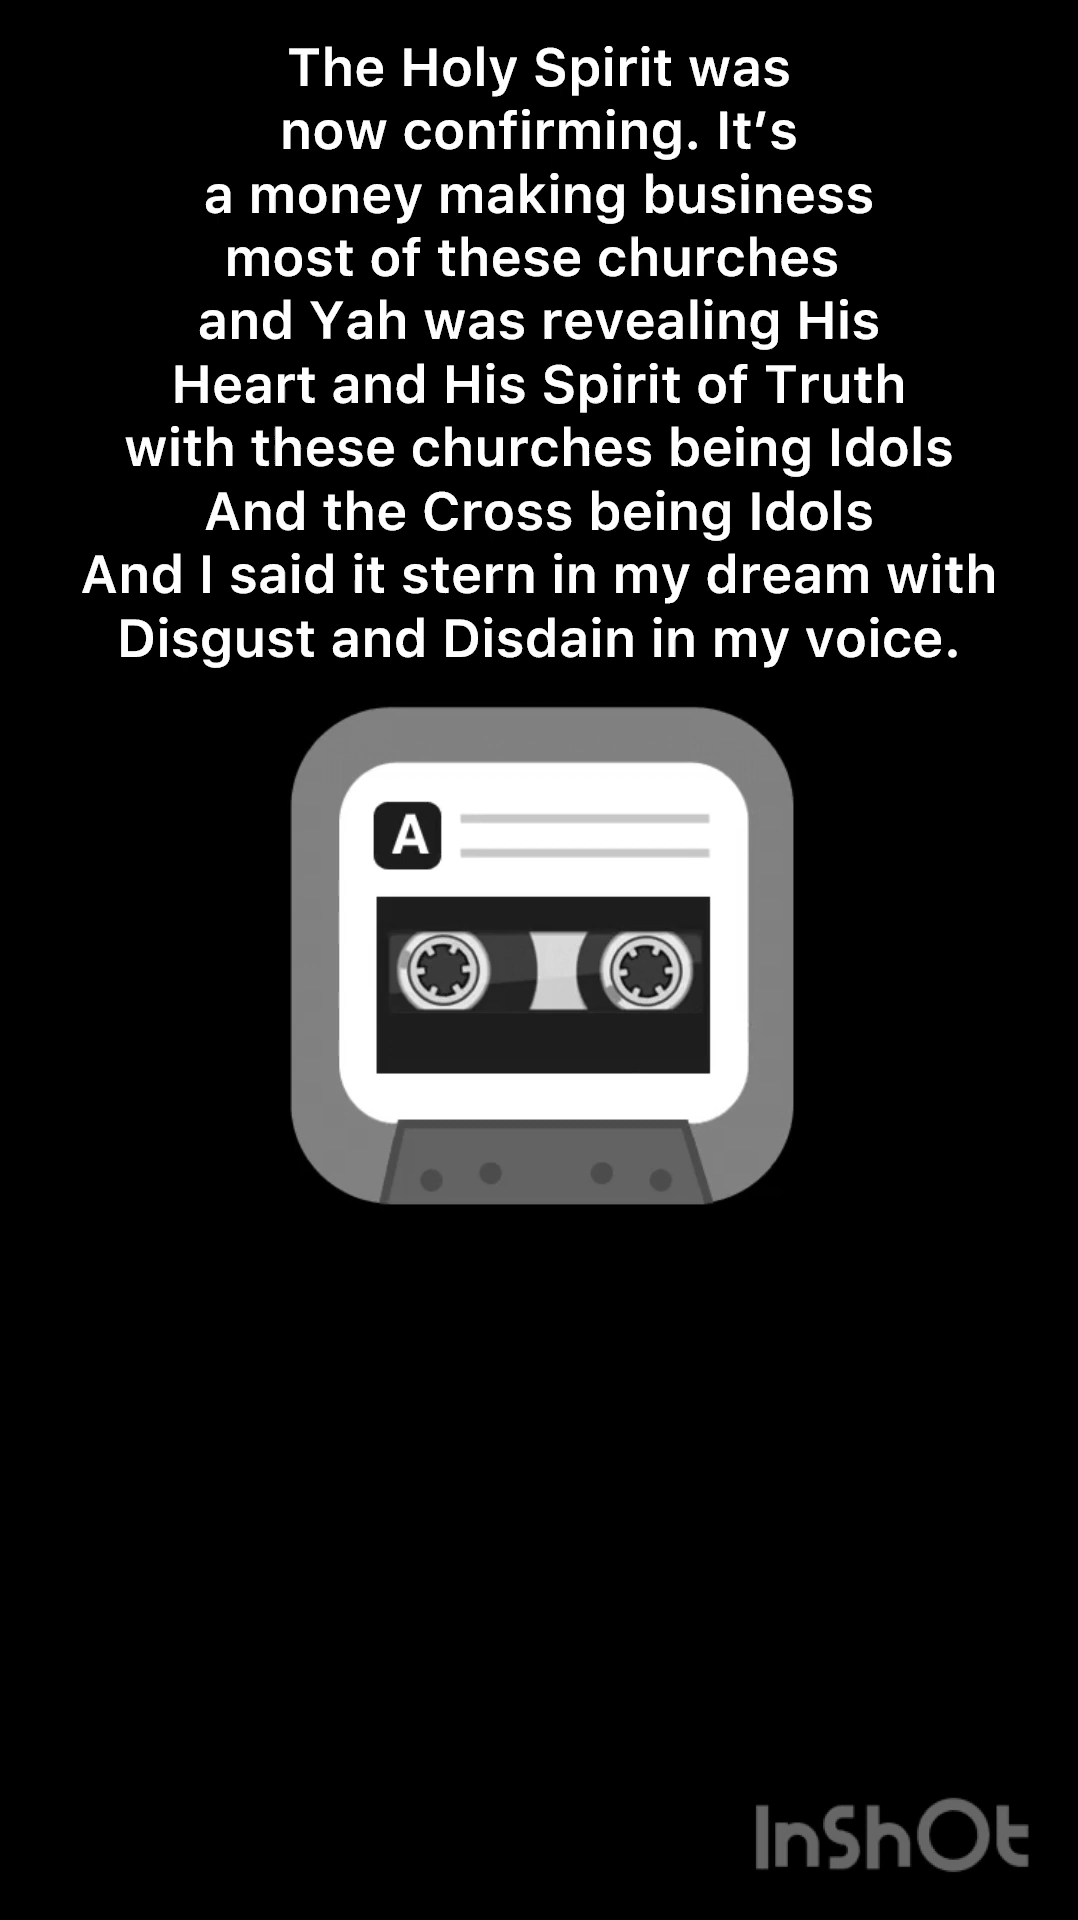 The Holy Spirit was
now confirming. It’s
a money making business
most of these churches
and Yah was revealing His
Heart and His Spirit of Truth
with these churches being Idols
And the Cross being Idols
And I said it stern in my dream with
Disgust and Disdain in my voice.
A
InShOt